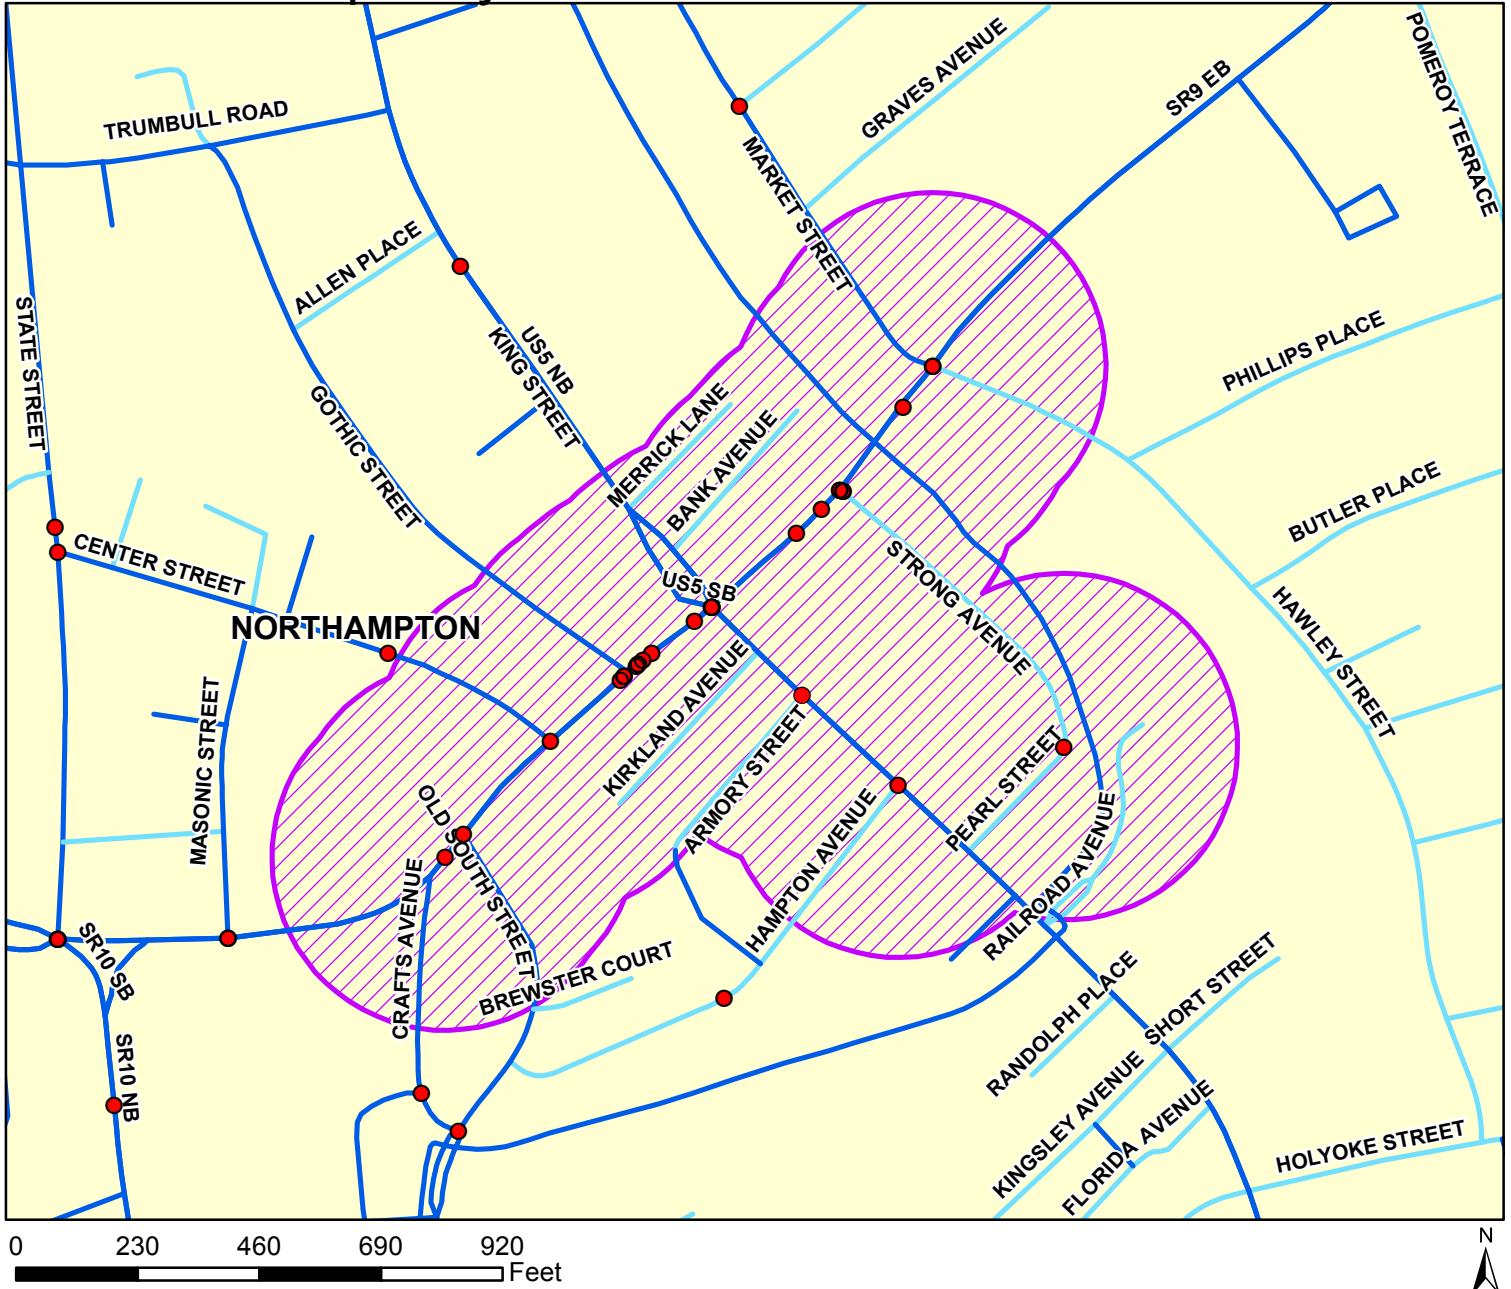 POMEROY TERRACE
GRAVES AVENUE
SR9 EB
TRUMBULL ROAD
MARKET STREET
ALLEN PLACE
STATE STREET
US5 NB
KING STREET
PHILLIPS PLACE
GOTHIC STREET
MERRICK LANE
BANK AVENUE
BUTLER PLACE
CENTER STREET
US5 SB
STRONG AVENUE
HAWLEY STREET
NORTHAMPTON
KIRKLAND AVENUE
MASONIC STREET
ARMORY STREET
PEARL STREET
OLD SOUTH STREET
HAMPTON AVENUE
RAILROAD AVENUE
CRAFTS AVENUE
SR10 SB
BREWSTER COURT
RANDOLPH PLACE
SHORT STREET
SR10 NB
KINGSLEY AVENUE
FLORIDA AVENUE
HOLYOKE STREET
0 230 460 690 920
Feet
N